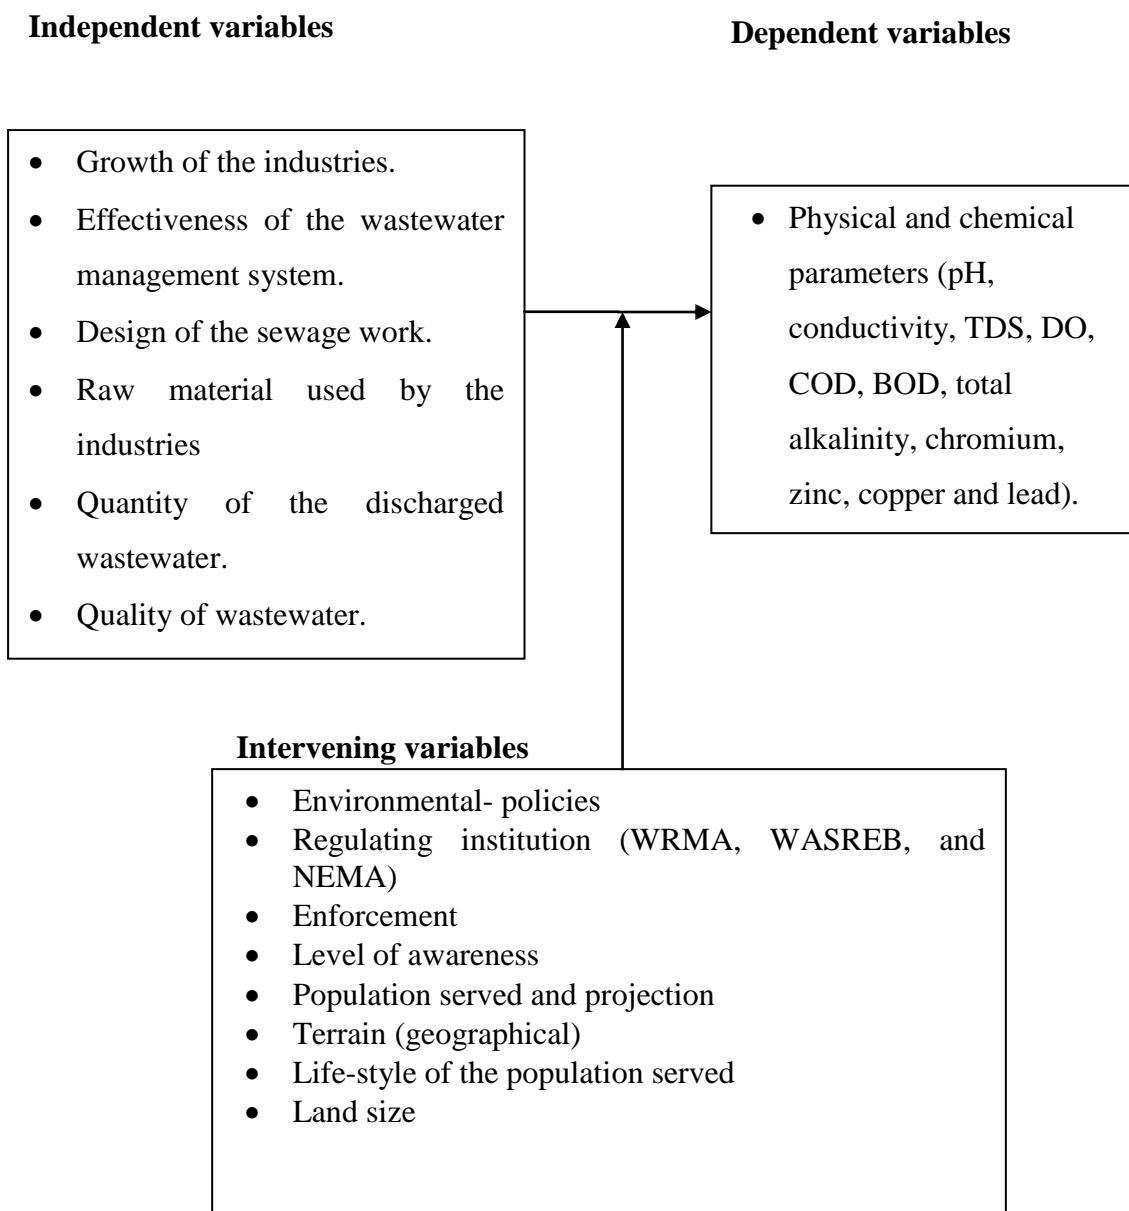 Independent variables
Dependent variables
• Growth of the industries.
• Effectiveness of the wastewater
management system.
• Design of the sewage work.
• Raw material used by the
industries
• Quantity of the discharged
wastewater.
• Quality of wastewater.
• Physical and chemical
parameters (pH,
conductivity, TDS, DO,
COD, BOD, total
alkalinity, chromium,
zinc, copper and lead).
Intervening variables
• Environmental- policies
• Regulating institution (WRMA, WASREB, and
NEMA)
• Enforcement
• Level of awareness
• Population served and projection
• Terrain (geographical)
• Life-style of the population served
• Land size